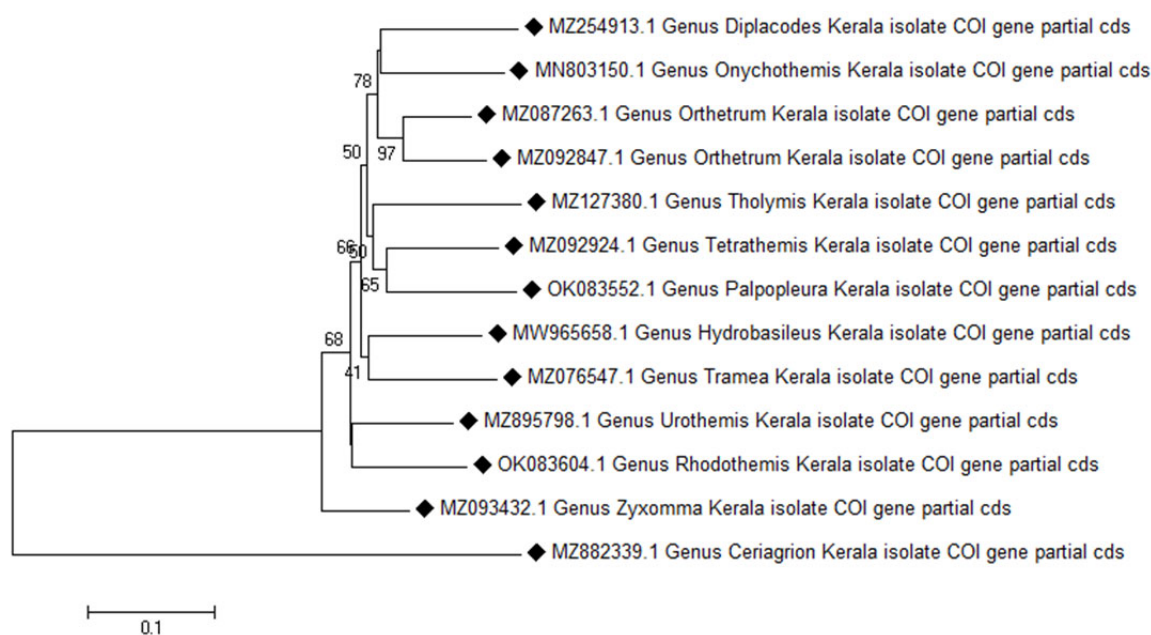 MZ254913.1 Genus Diplacodes Kerala isolate COI gene partial cds
MN803150.1 Genus Onychothemis Kerala isolate COI gene partial cds
78
MZ087263.1 Genus Orthetrum Kerala isolate COI gene partial cds
50
97
MZ092847.1 Genus Orthetrum Kerala isolate COI gene partial cds
MZ127380.1 Genus Tholymis Kerala isolate COI gene partial cds
66
50
MZ092924.1 Genus Tetrathemis Kerala isolate COI gene partial cds
65
OK083552.1 Genus Palpopleura Kerala isolate COI gene partial cds
MW965658.1 Genus Hydrobasileus Kerala isolate COI gene partial cds
68
41
MZ076547.1 Genus Tramea Kerala isolate COI gene partial cds
MZ895798.1 Genus Urothemis Kerala isolate COI gene partial cds
OK083604.1 Genus Rhodothemis Kerala isolate COI gene partial cds
MZ093432.1 Genus Zyxomma Kerala isolate COI gene partial cds
MZ882339.1 Genus Ceriagrion Kerala isolate COI gene partial cds
0.1